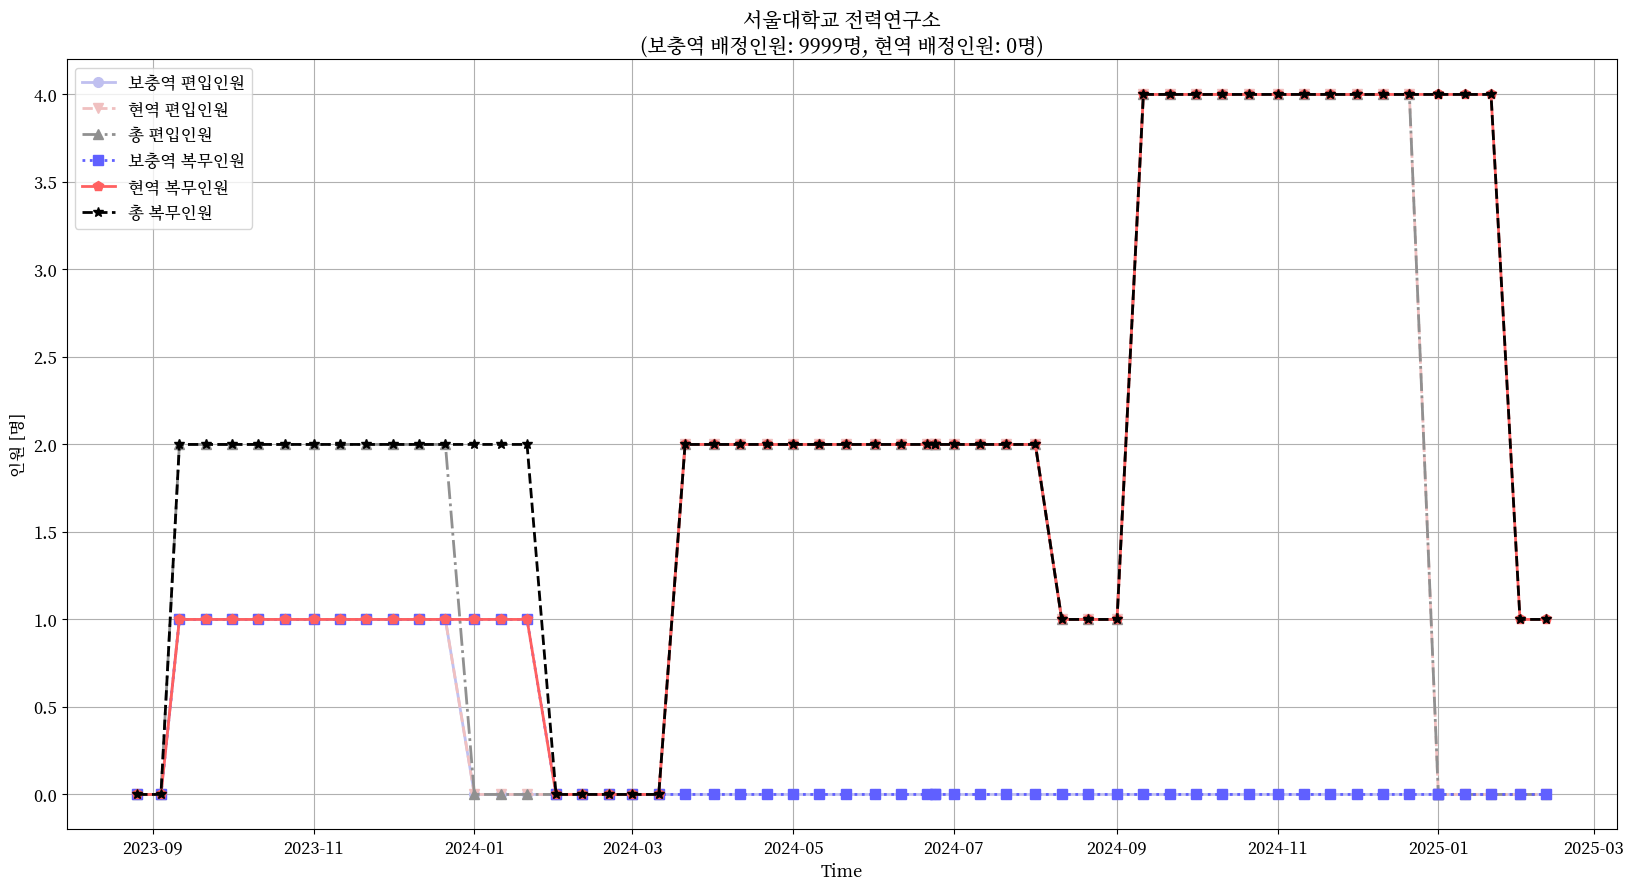 서울대학교 전력연구소
(보충역 배정인원: 9999명, 현역 배정인원: 0명)
보충역 편입인원
현역 편입인원
총 편입인원
보충역 복무인원
현역 복무인원
총 복무인원
인원 [명]
4.0
3.5
3.0
2.5
2.0
1.5
1.0
0.5
0.0
2023-09 2023-11 2024-01 2024-03 2024-05 2024-07 2024-09 2024-11 2025-01 2025-03
Time